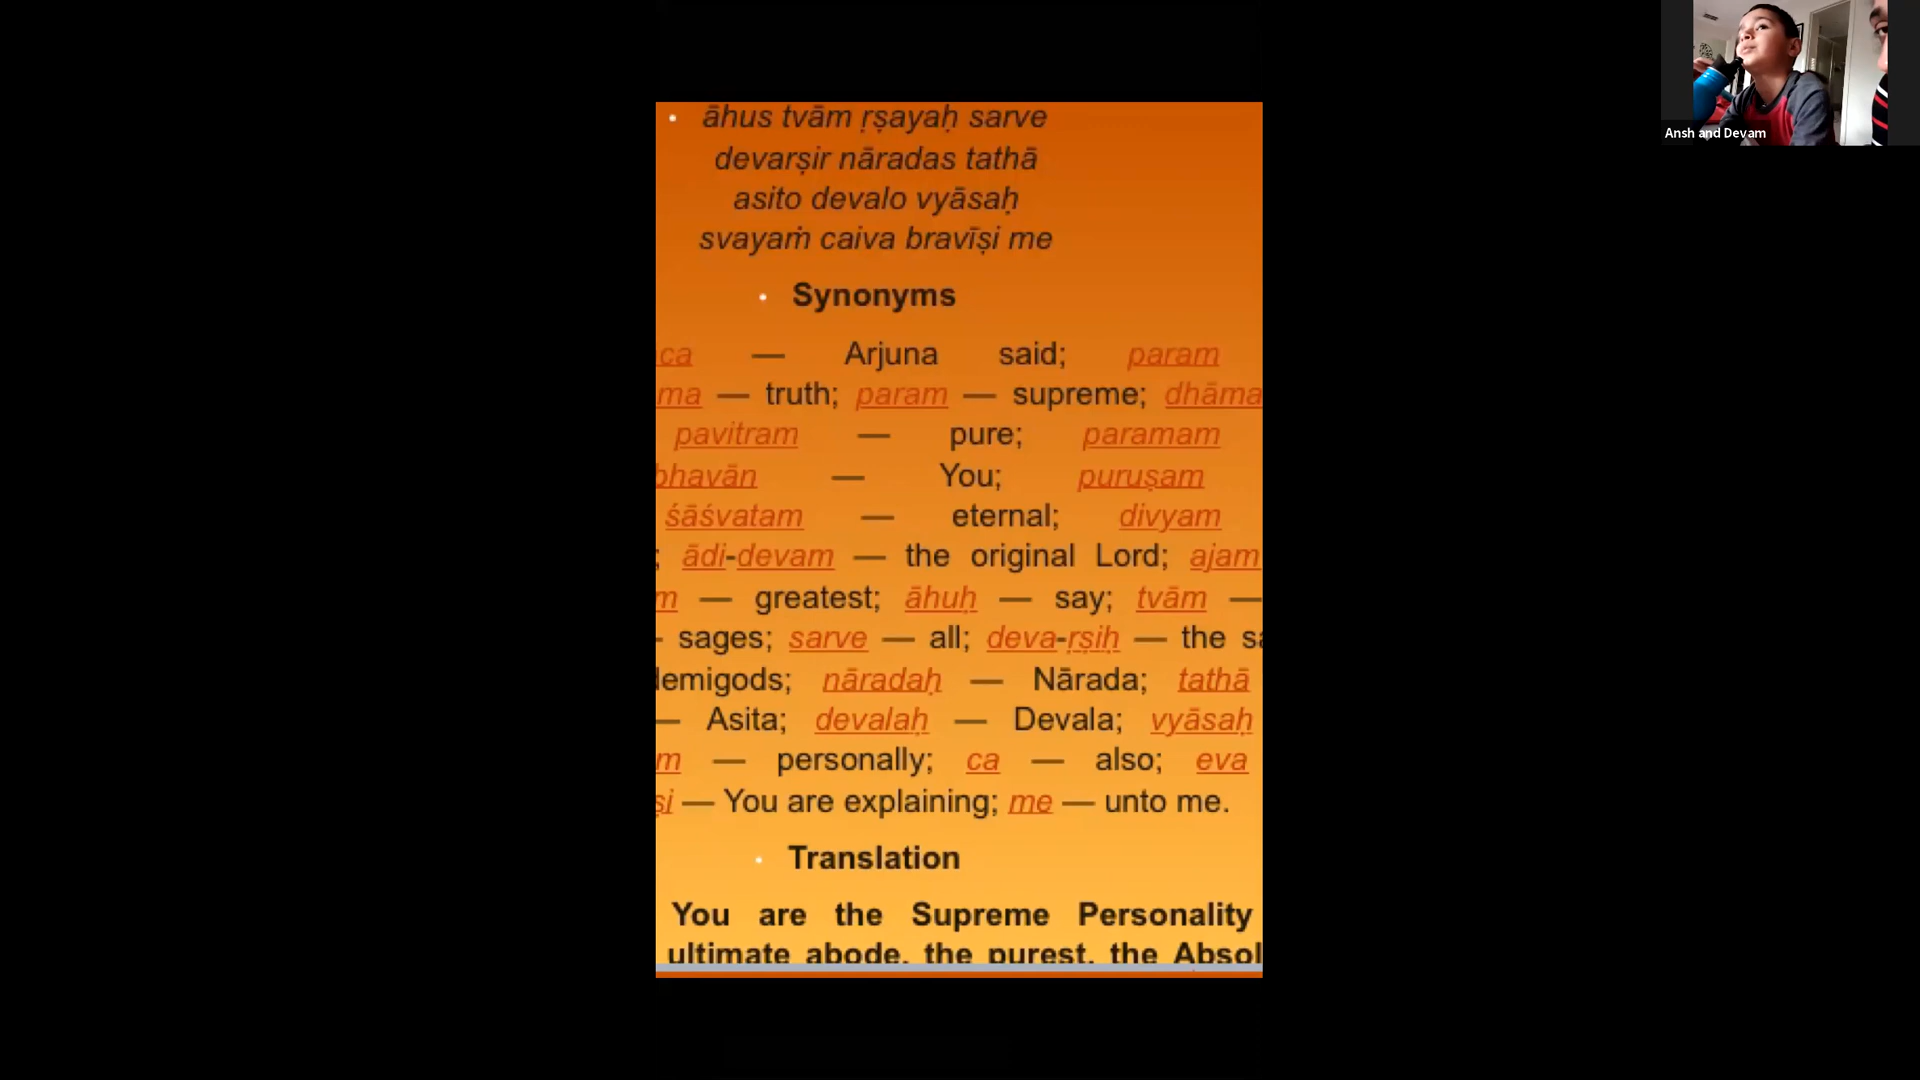 • āhus tvām ṛṣayaḥ sarve
devarṣir nāradas tathā
asito devalo vyāsaḥ
svayaṁ caiva bravīṣi me
• Synonyms
ca — Arjuna said; param
ma — truth; param — supreme; dhāma
pavitram — pure; paramam
bhavān — You; puruṣam
śāśvatam — eternal; divyam
; ādi-devam — the original Lord; ajam
m — greatest; āhuḥ — say; tvām —
- sages; sarve — all; deva-ṛṣiḥ — the sa
demigods; nāradaḥ — Nārada; tathā
— Asita; devalaḥ — Devala; vyāsaḥ
m — personally; ca — also; eva
ṣi — You are explaining; me — unto me.
• Translation
You are the Supreme Personality
ultimate abode, the purest, the Absol
Ansh and Devam